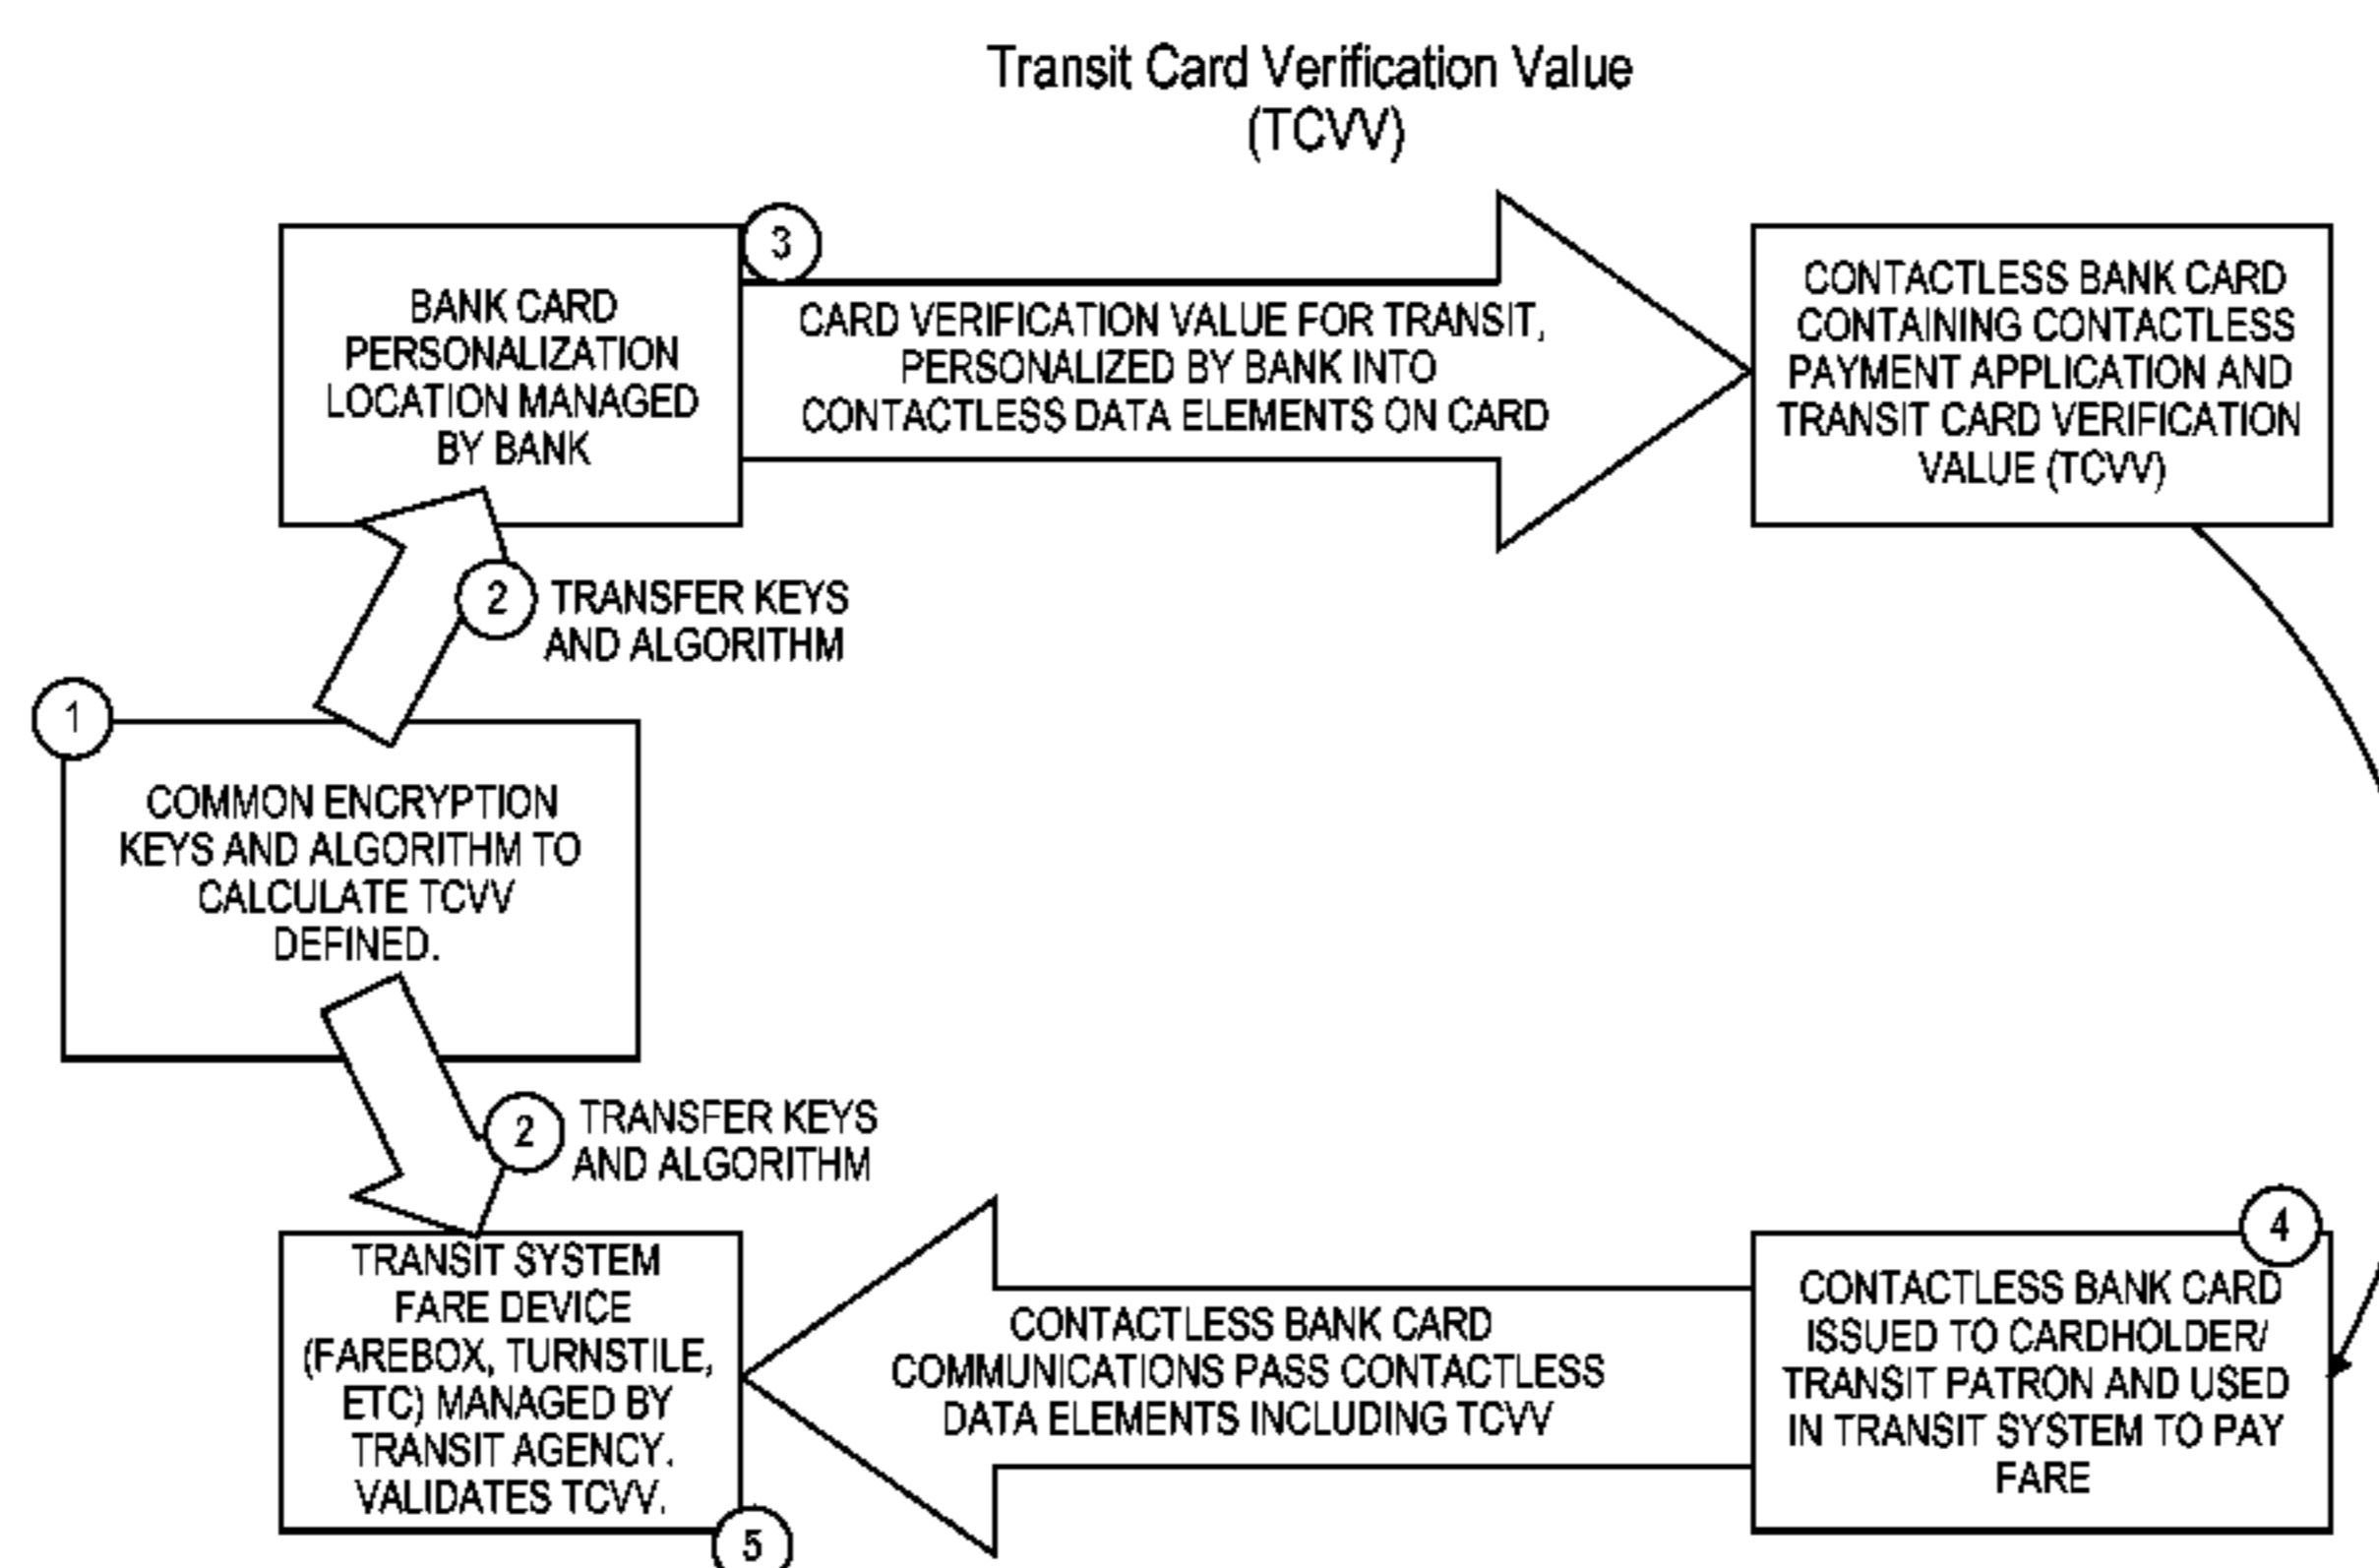 Transit Card Verification Value
(TCVV)
BANK CARD
PERSONALIZATION
LOCATION MANAGED
BY BANK
3
CARD VERIFICATION VALUE FOR TRANSIT,
PERSONALIZED BY BANK INTO
CONTACTLESS DATA ELEMENTS ON CARD
CONTACTLESS BANK CARD
CONTAINING CONTACTLESS
PAYMENT APPLICATION AND
TRANSIT CARD VERIFICATION
VALUE (TCVV)
2
TRANSFER KEYS
AND ALGORITHM
1
COMMON ENCRYPTION
KEYS AND ALGORITHM TO
CALCULATE TCVV
DEFINED.
2
TRANSFER KEYS
AND ALGORITHM
TRANSIT SYSTEM
FARE DEVICE
(FAREBOX, TURNSTILE,
ETC) MANAGED BY
TRANSIT AGENCY.
VALIDATES TCVV.
5
CONTACTLESS BANK CARD
COMMUNICATIONS PASS CONTACTLESS
DATA ELEMENTS INCLUDING TCVV
4
CONTACTLESS BANK CARD
ISSUED TO CARDHOLDER/
TRANSIT PATRON AND USED
IN TRANSIT SYSTEM TO PAY
FARE